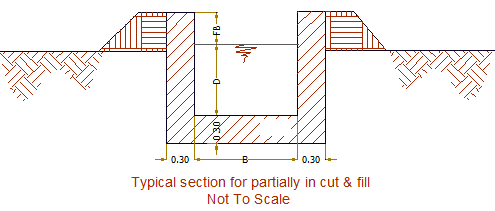 FB
D
0.30
0.30
B
0.30
Typical section for partially in cut & fill
Not To Scale